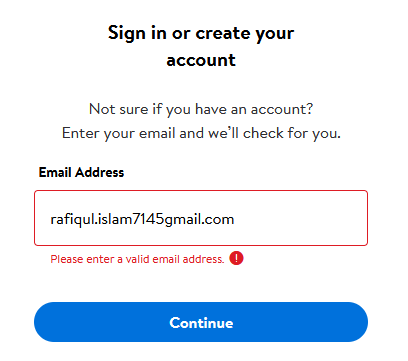 Sign in or create your
account
Not sure if you have an account?
Enter your email and we’ll check for you.
Email Address
rafiqul.islam7145gmail.com
Please enter a valid email address.
Continue